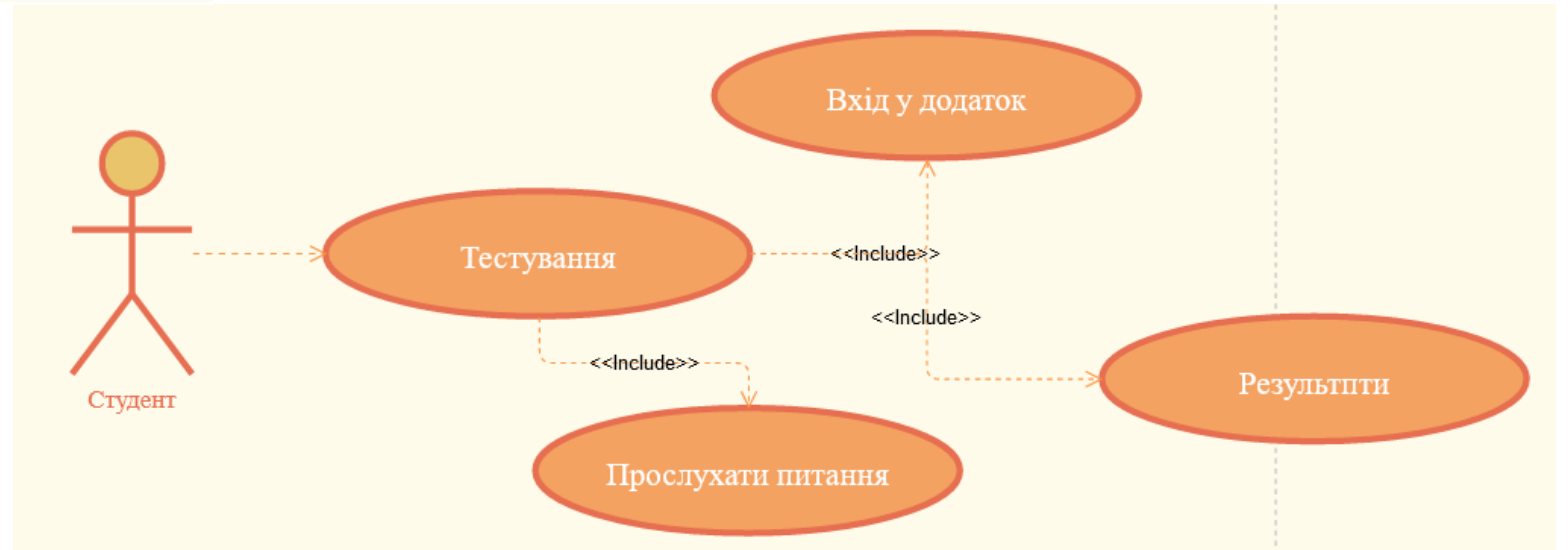 Вхід у додаток
Тестування
<<Include>>
<<Include>>
<<Include>>
Результпти
Студент
Прослухати питання